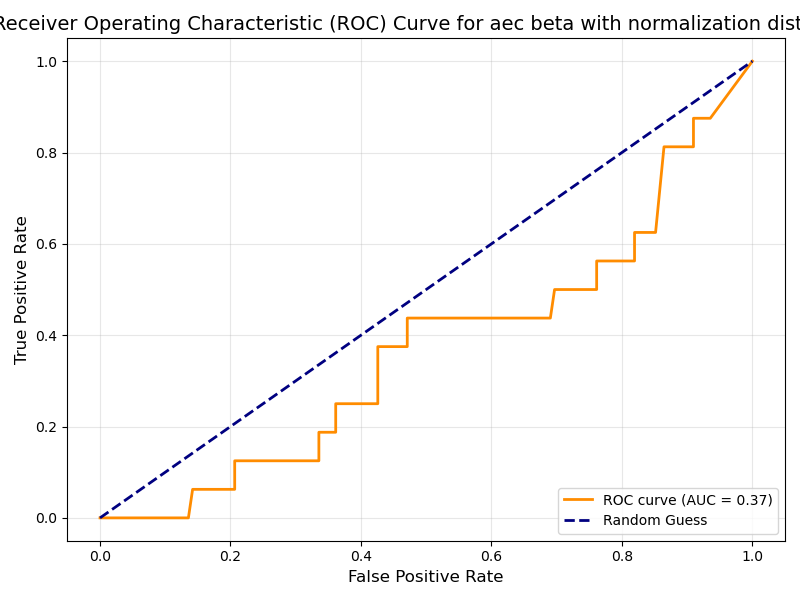 Receiver Operating Characteristic (ROC) Curve for aec beta with normalization dist
1.0
0.8
0.6
0.4
0.2
0.0
True Positive Rate
ROC curve (AUC = 0.37)
Random Guess
0.0 0.2 0.4 0.6 0.8 1.0
False Positive Rate